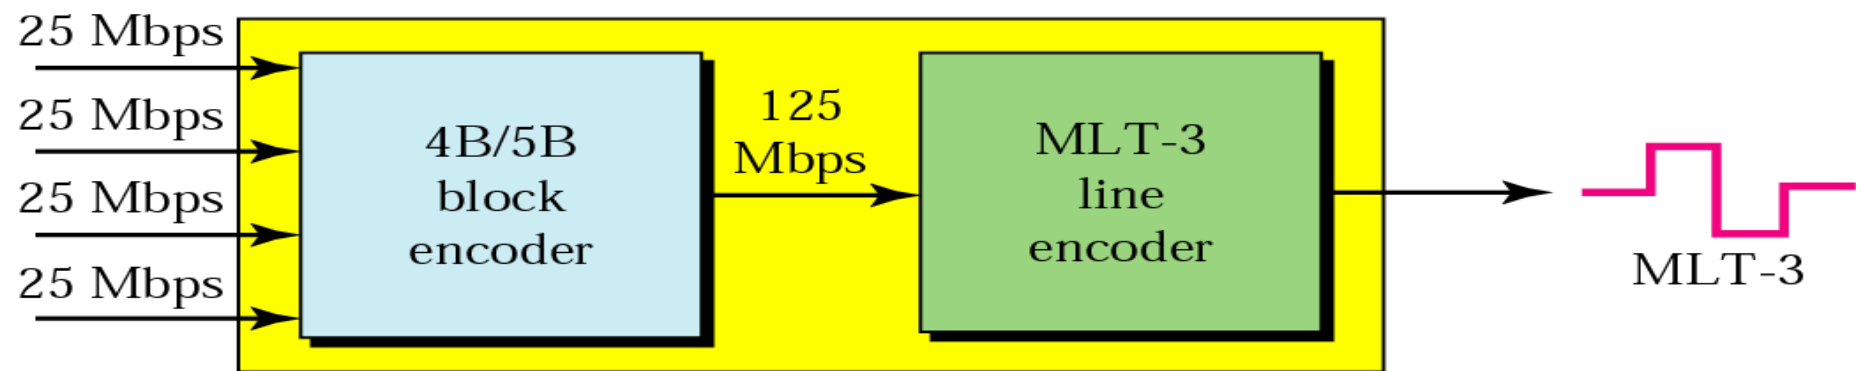 25 Mbps
25 Mbps
25 Mbps
25 Mbps
4B/5B
block
encoder
125
Mbps
MLT-3
line
encoder
MLT-3